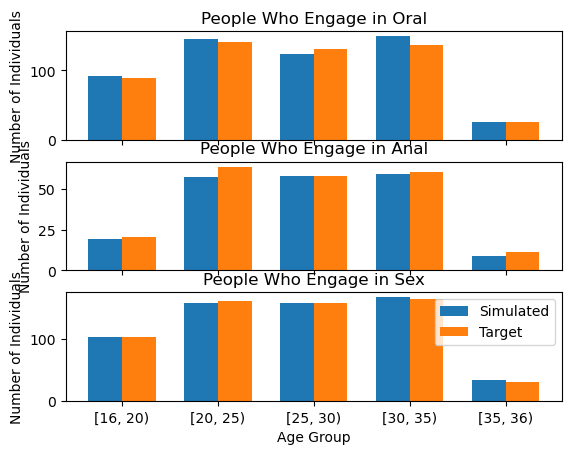 People Who Engage in Oral
Number of Individuals
100
0
People Who Engage in Anal
Number of Individuals
50
25
0
People Who Engage in Sex
Number of Individuals
100
0
Simulated
Target
[16, 20)
[20, 25)
[25, 30)
[30, 35)
[35, 36)
Age Group